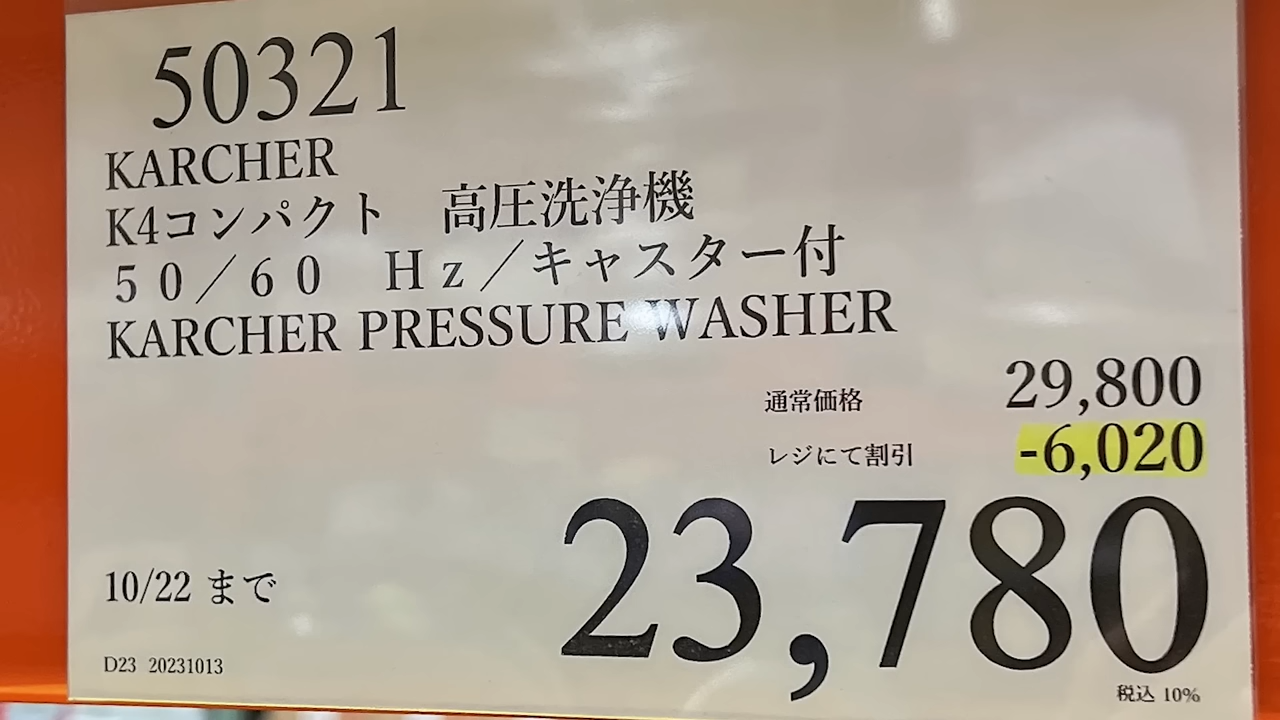 50321
KARCHER
K4コンパクト　高圧洗浄機
５０／６０　Ｈｚ／キャスター付
KARCHER PRESSURE WASHER
通常価格 29,800
レジにて割引 -6,020
23,780
10/22 まで
D23 20231013
税込 10%